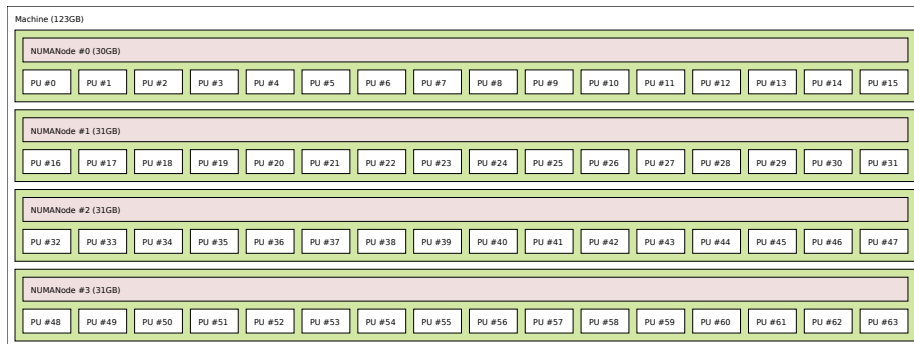 Machine (123GB)
NUMANode #0 (30GB)
PU #0 PU #1 PU #2 PU #3 PU #4 PU #5 PU #6 PU #7 PU #8 PU #9 PU #10 PU #11 PU #12 PU #13 PU #14 PU #15
NUMANode #1 (31GB)
PU #16 PU #17 PU #18 PU #19 PU #20 PU #21 PU #22 PU #23 PU #24 PU #25 PU #26 PU #27 PU #28 PU #29 PU #30 PU #31
NUMANode #2 (31GB)
PU #32 PU #33 PU #34 PU #35 PU #36 PU #37 PU #38 PU #39 PU #40 PU #41 PU #42 PU #43 PU #44 PU #45 PU #46 PU #47
NUMANode #3 (31GB)
PU #48 PU #49 PU #50 PU #51 PU #52 PU #53 PU #54 PU #55 PU #56 PU #57 PU #58 PU #59 PU #60 PU #61 PU #62 PU #63